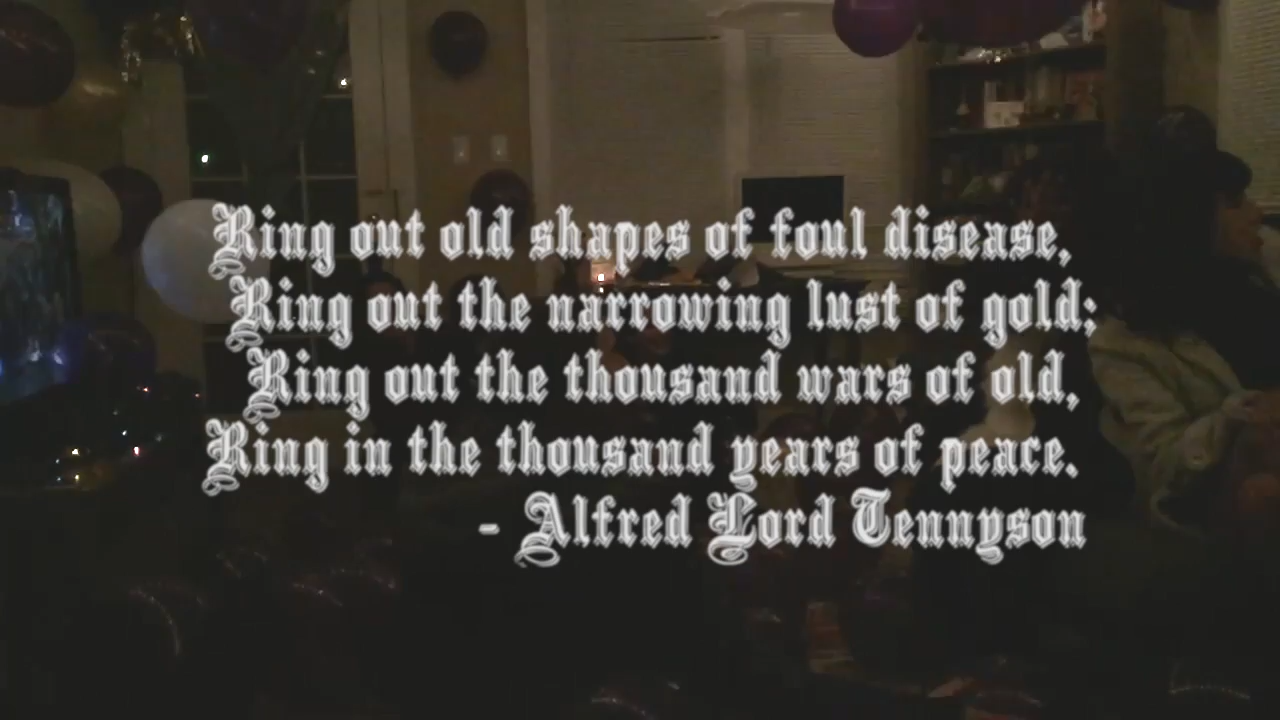 Ring out old shapes of foul disease,
Ring out the narrowing lust of gold;
Ring out the thousand wars of old,
Ring in the thousand years of peace.
- Alfred Lord Tennyson